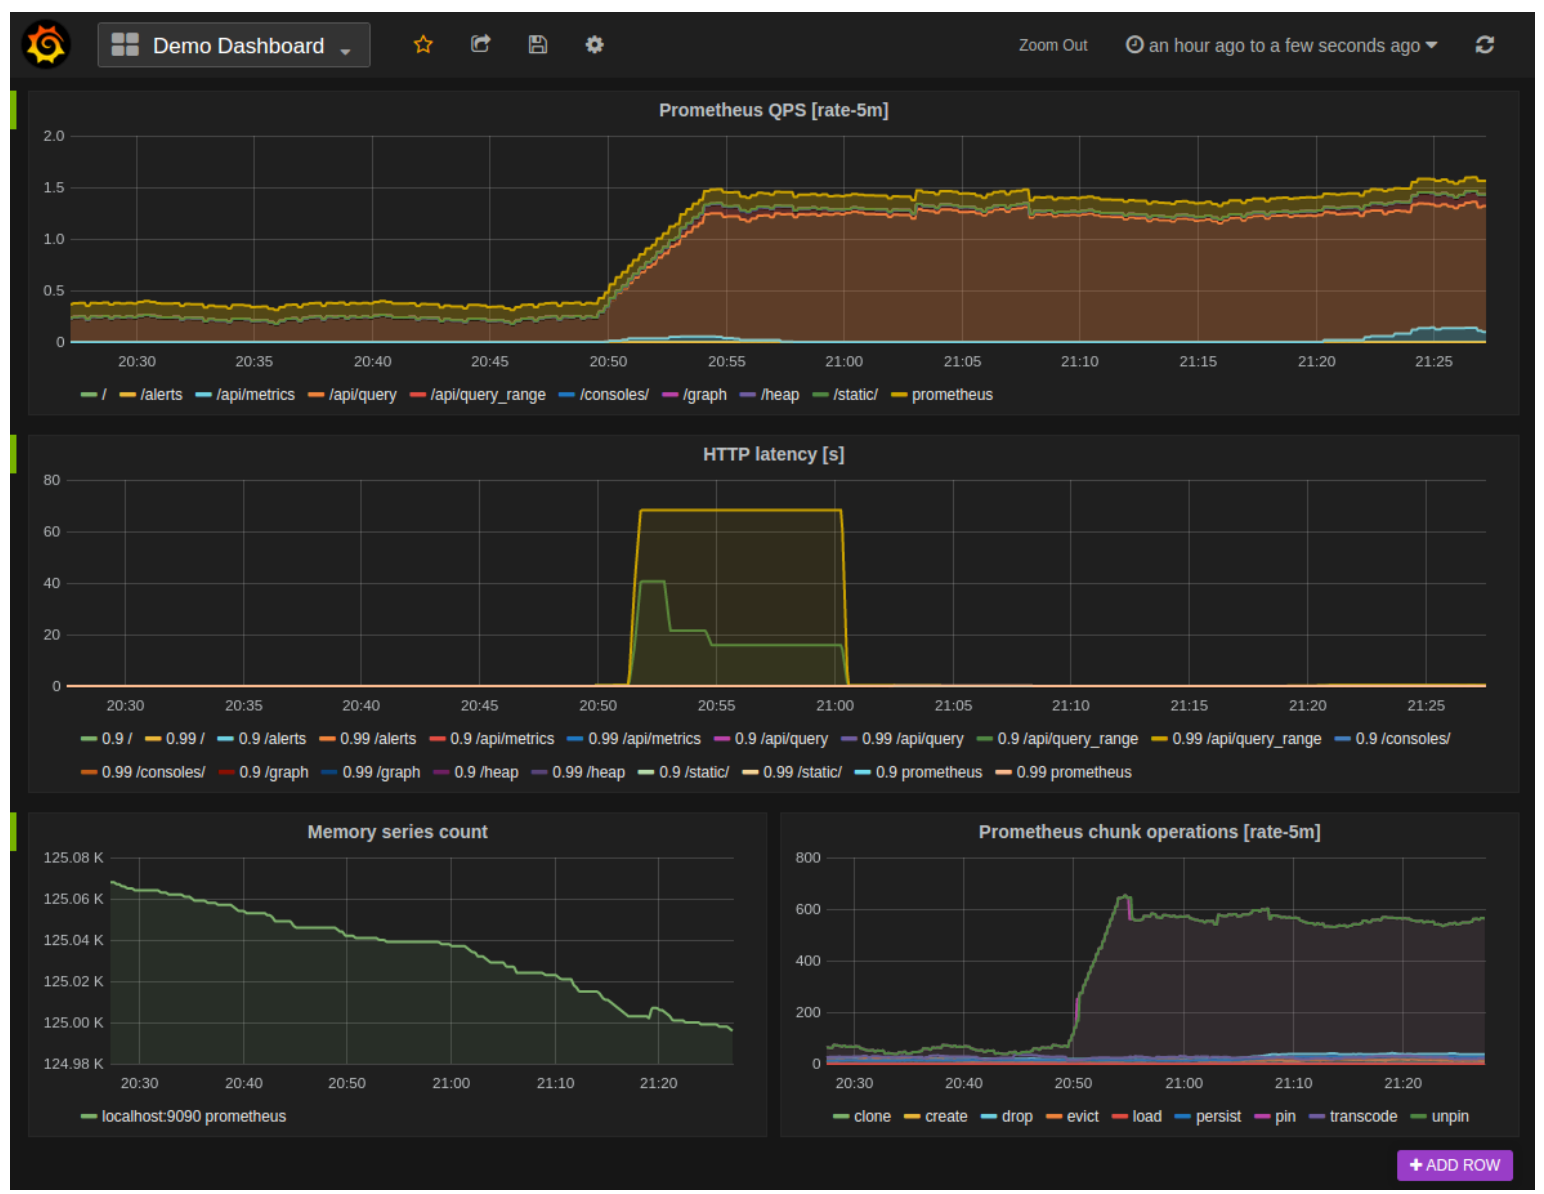 Demo Dashboard
Zoom Out
an hour ago to a few seconds ago
Prometheus QPS [rate-5m]
2.0
1.5
1.0
0.5
0
20:30 20:35 20:40 20:45 20:50 20:55 21:00 21:05 21:10 21:15 21:20 21:25
/ /alerts /api/metrics /api/query /api/query_range /consoles/ /graph /heap /static/ prometheus
HTTP latency [s]
80
60
40
20
0
20:30 20:35 20:40 20:45 20:50 20:55 21:00 21:05 21:10 21:15 21:20 21:25
0.9 / 0.99 / 0.9 /alerts 0.99 /alerts 0.9 /api/metrics 0.99 /api/metrics 0.9 /api/query 0.99 /api/query 0.9 /api/query_range 0.99 /api/query_range 0.9 /consoles/
0.99 /consoles/ 0.9 /graph 0.99 /graph 0.9 /heap 0.99 /heap 0.9 /static/ 0.99 /static/ 0.9 prometheus 0.99 prometheus
Memory series count
125.08 K
125.06 K
125.04 K
125.02 K
125.00 K
124.98 K
20:30 20:40 20:50 21:00 21:10 21:20
localhost:9090 prometheus
Prometheus chunk operations [rate-5m]
800
600
400
200
0
20:30 20:40 20:50 21:00 21:10 21:20
clone create drop evict load persist pin transcode unpin
+ ADD ROW